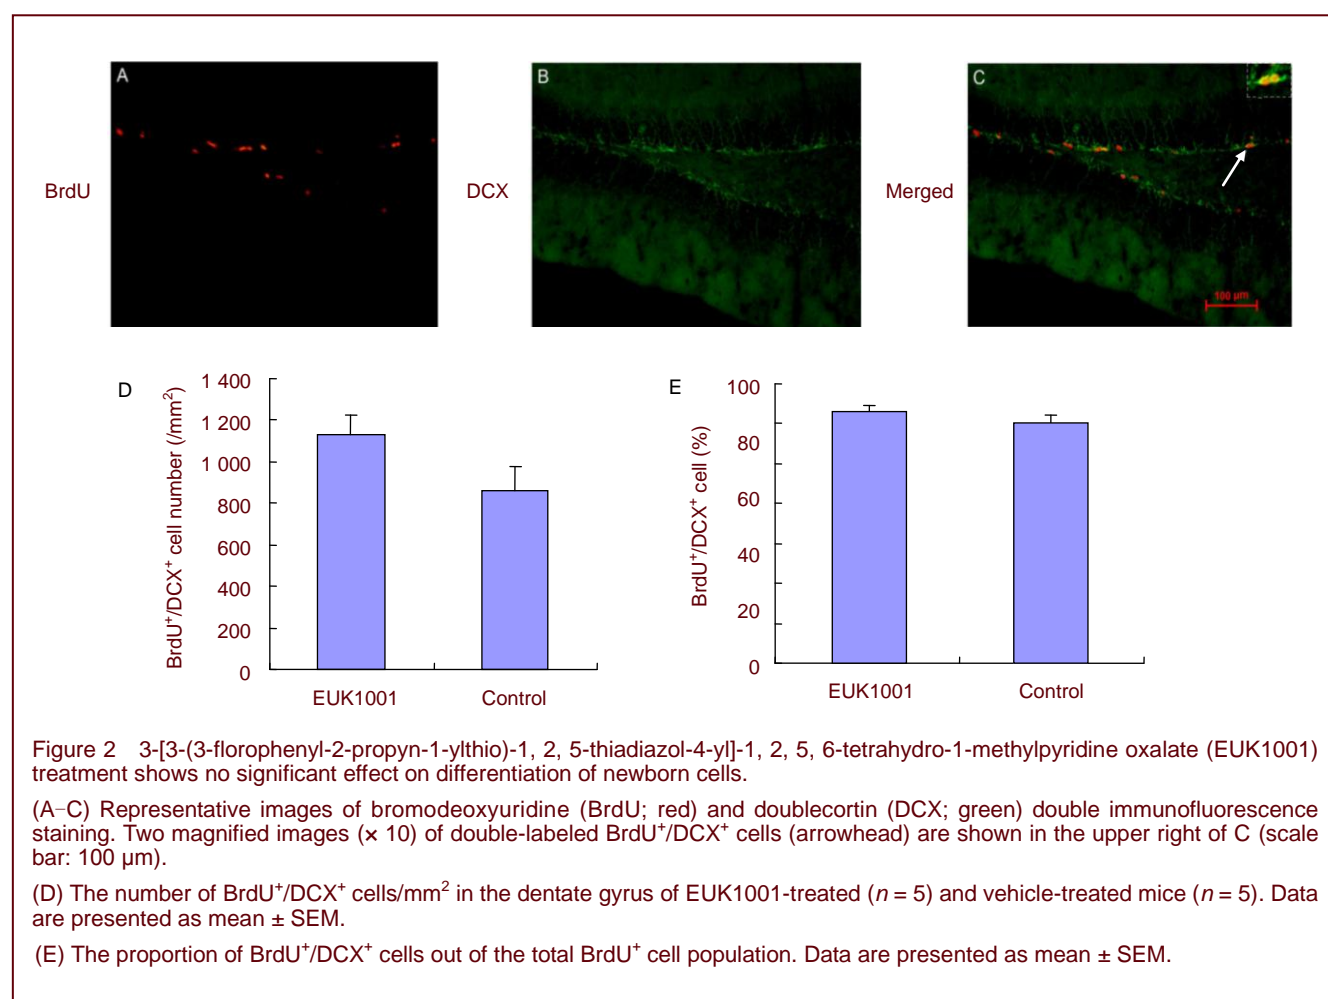 A
B
C
BrdU
DCX
Merged
100 µm
D
BrdU⁺/DCX⁺ cell number (/mm²)
1 400
1 200
1 000
800
600
400
200
0
EUK1001
Control
E
BrdU⁺/DCX⁺ cell (%)
100
80
60
40
20
0
EUK1001
Control
Figure 2 3-[3-(3-florophenyl-2-propyn-1-ylthio)-1, 2, 5-thiadiazol-4-yl]-1, 2, 5, 6-tetrahydro-1-methylpyridine oxalate (EUK1001)
treatment shows no significant effect on differentiation of newborn cells.
(A–C) Representative images of bromodeoxyuridine (BrdU; red) and doublecortin (DCX; green) double immunofluorescence
staining. Two magnified images (× 10) of double-labeled BrdU⁺/DCX⁺ cells (arrowhead) are shown in the upper right of C (scale
bar: 100 µm).
(D) The number of BrdU⁺/DCX⁺ cells/mm² in the dentate gyrus of EUK1001-treated (n = 5) and vehicle-treated mice (n = 5). Data
are presented as mean ± SEM.
(E) The proportion of BrdU⁺/DCX⁺ cells out of the total BrdU⁺ cell population. Data are presented as mean ± SEM.